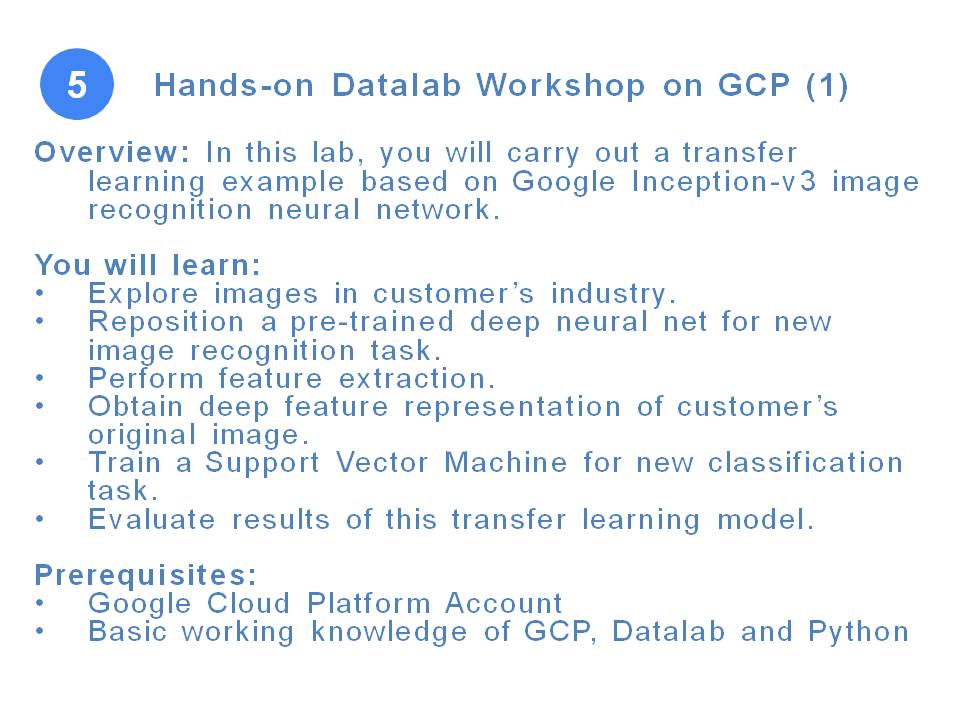 5
Hands-on Datalab Workshop on GCP (1)
Overview: In this lab, you will carry out a transfer
learning example based on Google Inception-v3 image
recognition neural network.
You will learn:
• Explore images in customer’s industry.
• Reposition a pre-trained deep neural net for new
image recognition task.
• Perform feature extraction.
• Obtain deep feature representation of customer’s
original image.
• Train a Support Vector Machine for new classification
task.
• Evaluate results of this transfer learning model.
Prerequisites:
• Google Cloud Platform Account
• Basic working knowledge of GCP, Datalab and Python